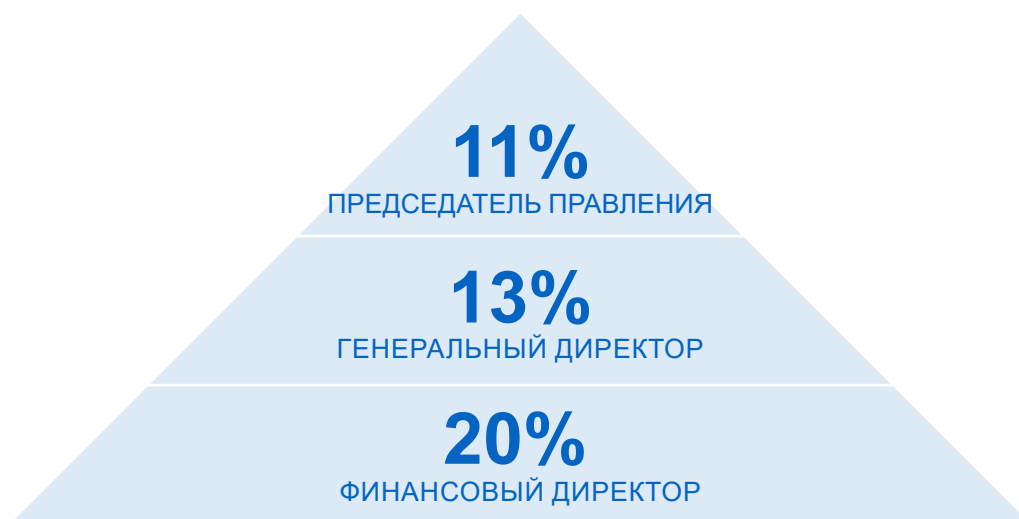 11%
ПРЕДСЕДАТЕЛЬ ПРАВЛЕНИЯ
13%
ГЕНЕРАЛЬНЫЙ ДИРЕКТОР
20%
ФИНАНСОВЫЙ ДИРЕКТОР